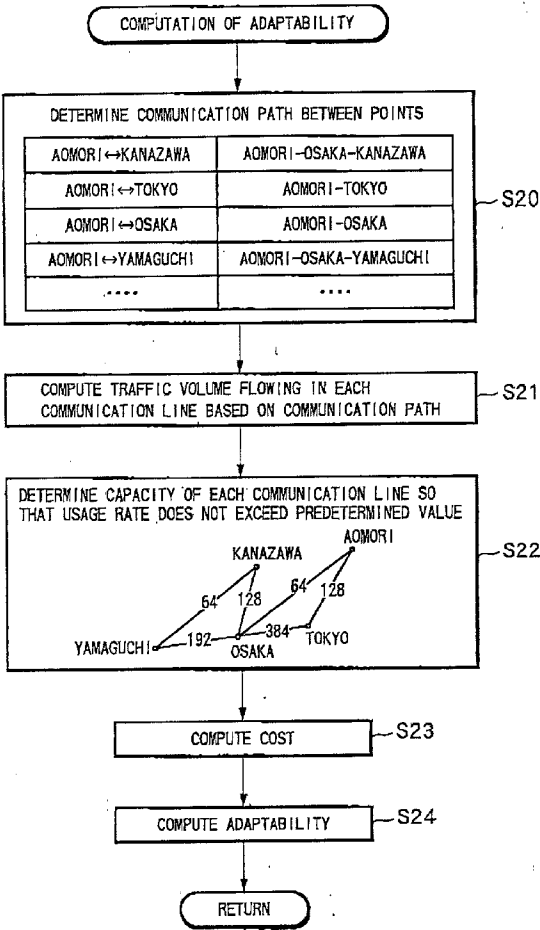 COMPUTATION OF ADAPTABILITY
DETERMINE COMMUNICATION PATH BETWEEN POINTS
AOMORI↔KANAZAWA AOMORI-OSAKA-KANAZAWA
AOMORI↔TOKYO AOMORI-TOKYO
AOMORI↔OSAKA AOMORI-OSAKA
AOMORI↔YAMAGUCHI AOMORI-OSAKA-YAMAGUCHI
.... ....
S20
COMPUTE TRAFFIC VOLUME FLOWING IN EACH
COMMUNICATION LINE BASED ON COMMUNICATION PATH
S21
DETERMINE CAPACITY OF EACH COMMUNICATION LINE SO
THAT USAGE RATE DOES NOT EXCEED PREDETERMINED VALUE
AOMORI
KANAZAWA
64
128
64
128
YAMAGUCHI
192
OSAKA
384
TOKYO
S22
COMPUTE COST
S23
COMPUTE ADAPTABILITY
S24
RETURN